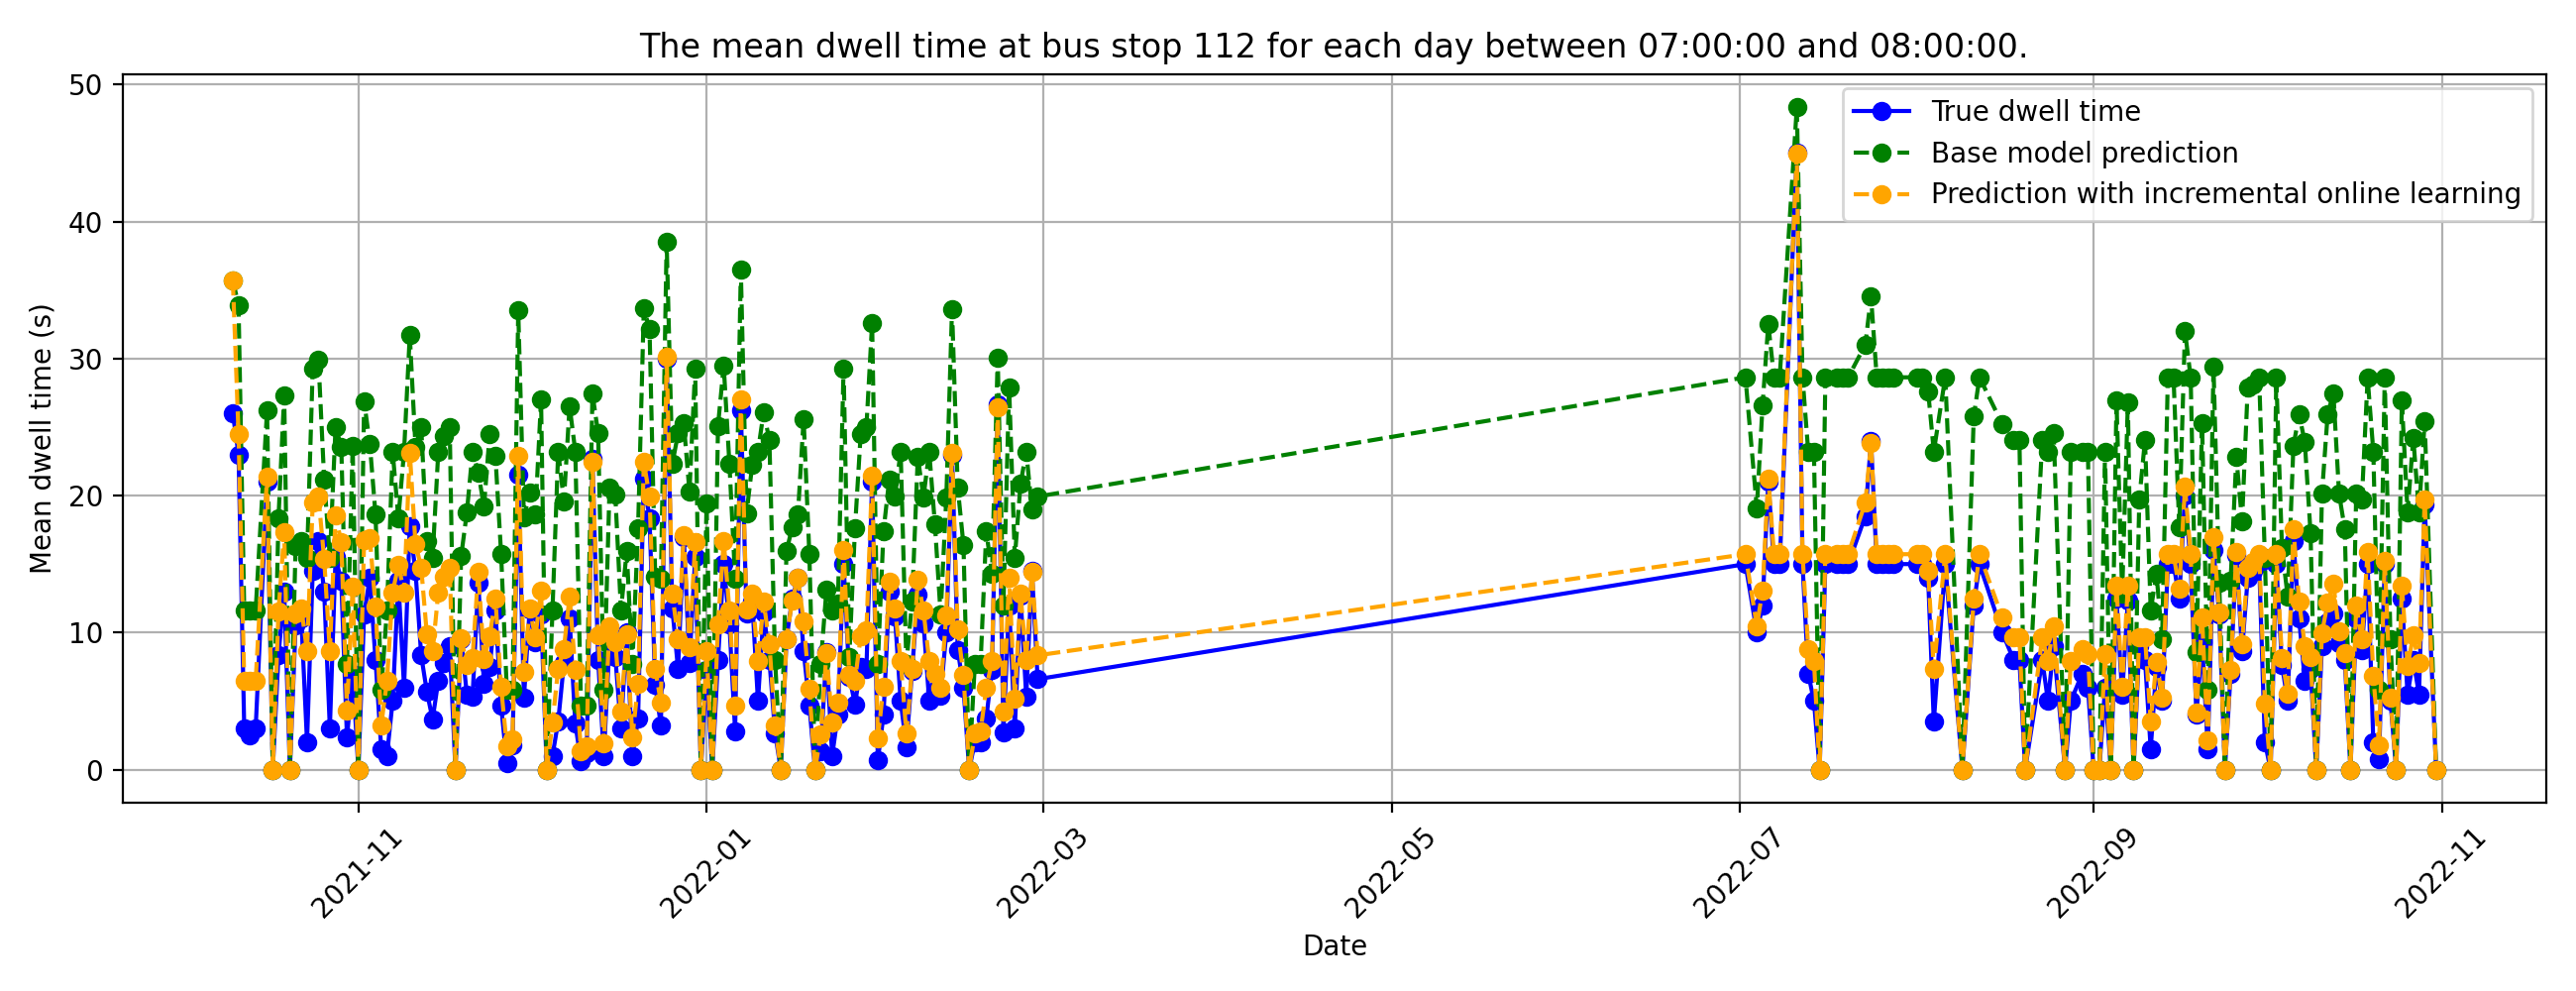 The mean dwell time at bus stop 112 for each day between 07:00:00 and 08:00:00.
50
40
30
20
10
0
Mean dwell time (s)
True dwell time
Base model prediction
Prediction with incremental online learning
2021-11
2022-01
2022-03
2022-05
2022-07
2022-09
2022-11
Date